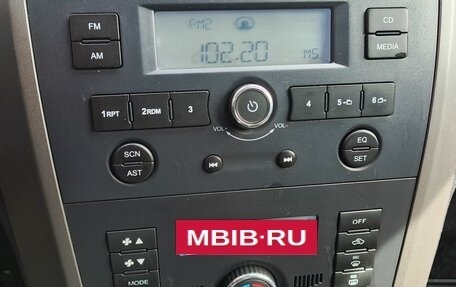 FM
AM
FM2
102.20 MS
CD
MEDIA
1RPT
2RDM
3
4
5-
6
VOL-
VOL+
SCN
AST
EQ
SET
MBIB-RU
OFF
MODE